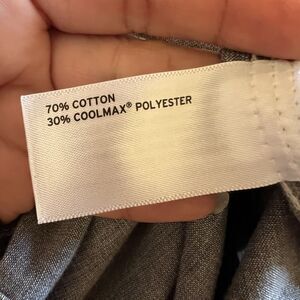 70% COTTON
30% COOLMAX® POLYESTER